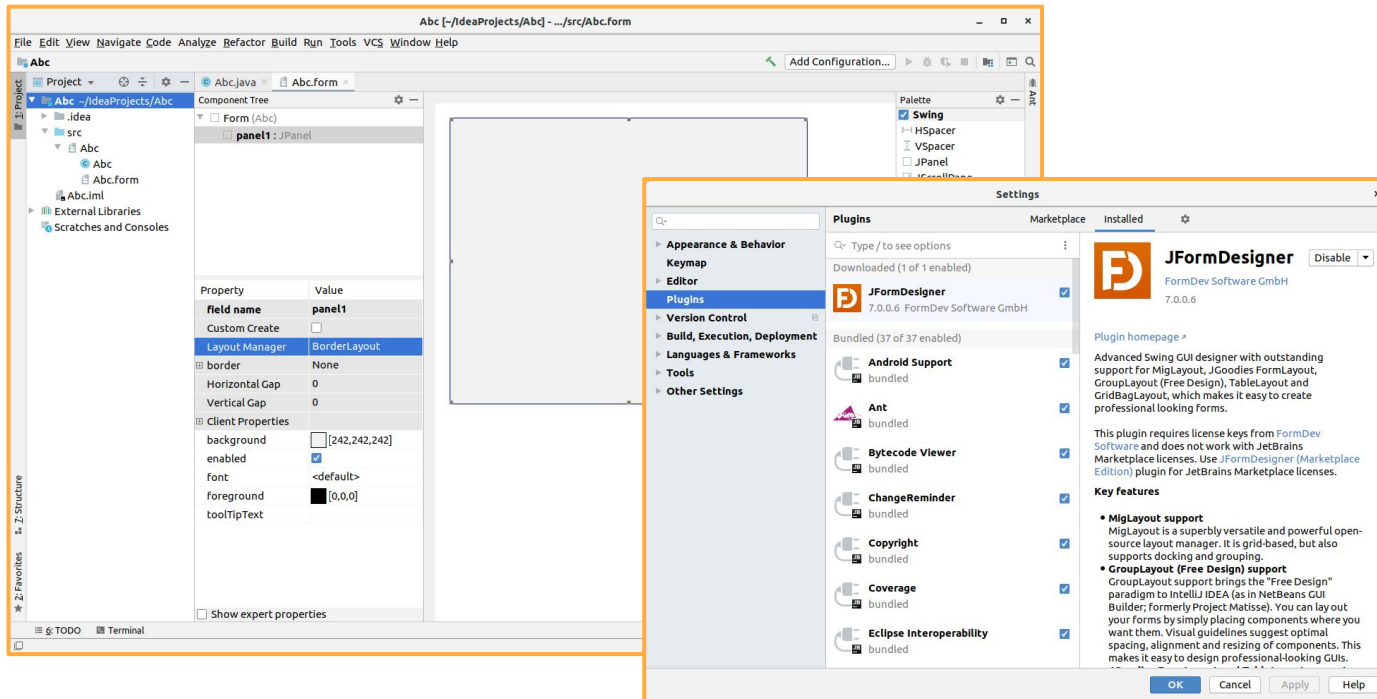 Abc [~/IdeaProjects/Abc] - .../src/Abc.form
File Edit View Navigate Code Analyze Refactor Build Run Tools VCS Window Help
Abc
Add Configuration...
1: Project
Project
Abc.java
Abc.form
Ant
Abc ~/IdeaProjects/Abc
.idea
src
Abc
Abc
Abc.form
Abc.iml
External Libraries
Scratches and Consoles
Component Tree
Form (Abc)
panel1 : JPanel
Palette
Swing
HSpacer
VSpacer
JPanel
JScrollPane
Property Value
field name panel1
Custom Create
Layout Manager BorderLayout
border None
Horizontal Gap 0
Vertical Gap 0
Client Properties
background [242,242,242]
enabled
font <default>
foreground [0,0,0]
toolTipText
Show expert properties
Z: Structure
2: Favorites
6: TODO Terminal
Settings
Appearance & Behavior
Keymap
Editor
Plugins
Version Control
Build, Execution, Deployment
Languages & Frameworks
Tools
Other Settings
Plugins Marketplace Installed
Type / to see options
Downloaded (1 of 1 enabled)
JFormDesigner
7.0.0.6 FormDev Software GmbH
Bundled (37 of 37 enabled)
Android Support
bundled
Ant
bundled
Bytecode Viewer
bundled
ChangeReminder
bundled
Copyright
bundled
Coverage
bundled
Eclipse Interoperability
bundled
JFormDesigner
Disable
FormDev Software GmbH
7.0.0.6
Plugin homepage
Advanced Swing GUI designer with outstanding
support for MigLayout, JGoodies FormLayout,
GroupLayout (Free Design), TableLayout and
GridBagLayout, which makes it easy to create
professional looking forms.
This plugin requires license keys from FormDev
Software and does not work with JetBrains
Marketplace licenses. Use JFormDesigner (Marketplace
Edition) plugin for JetBrains Marketplace licenses.
Key features
• MigLayout support
MigLayout is a superbly versatile and powerful open-
source layout manager. It is grid-based, but also
supports docking and grouping.
• GroupLayout (Free Design) support
GroupLayout support brings the "Free Design"
paradigm to IntelliJ IDEA (as in NetBeans GUI
Builder; formerly Project Matisse). You can lay out
your forms by simply placing components where you
want them. Visual guidelines suggest optimal
spacing, alignment and resizing of components. This
makes it easy to design professional-looking GUIs.
OK Cancel Apply Help